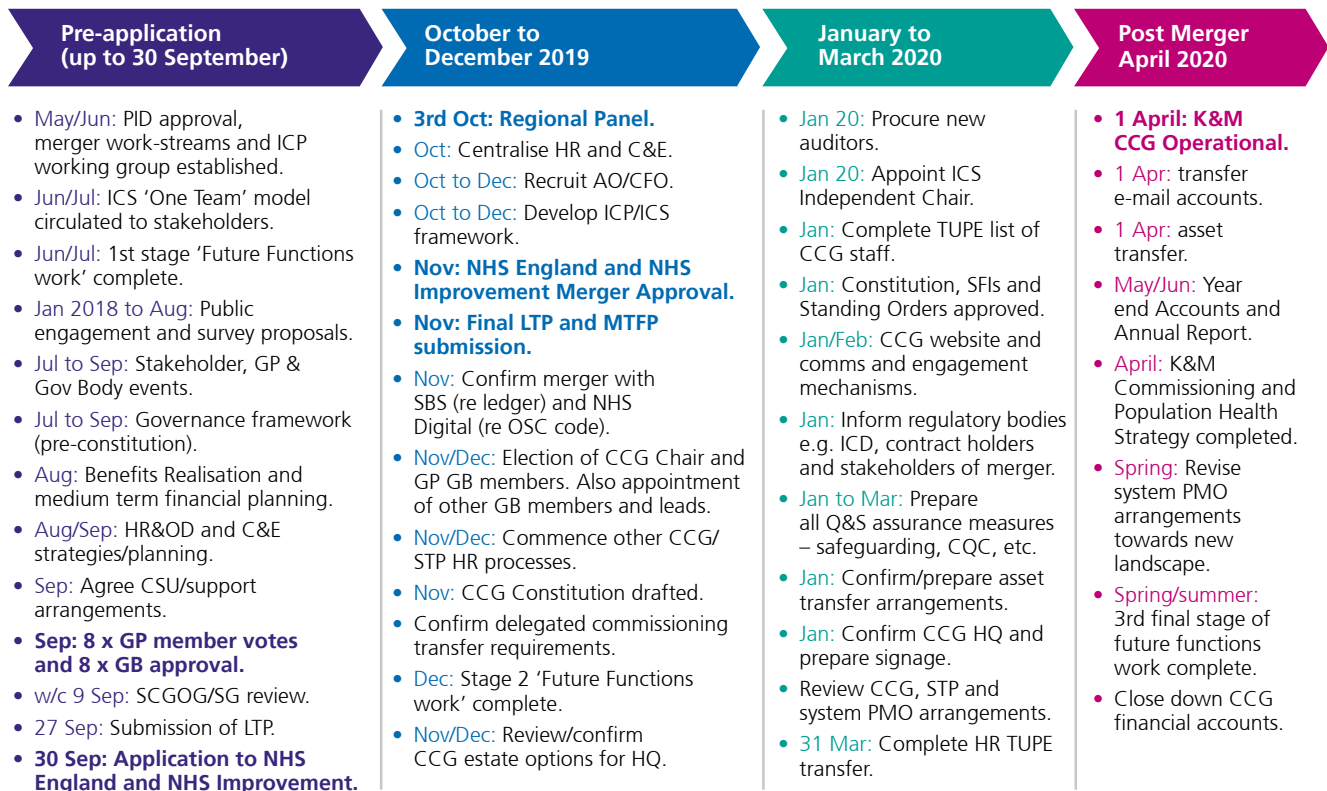 Pre-application
(up to 30 September)
• May/Jun: PID approval,
merger work-streams and ICP
working group established.
• Jun/Jul: ICS ‘One Team’ model
circulated to stakeholders.
• Jun/Jul: 1st stage ‘Future Functions
work’ complete.
• Jan 2018 to Aug: Public
engagement and survey proposals.
• Jul to Sep: Stakeholder, GP &
Gov Body events.
• Jul to Sep: Governance framework
(pre-constitution).
• Aug: Benefits Realisation and
medium term financial planning.
• Aug/Sep: HR&OD and C&E
strategies/planning.
• Sep: Agree CSU/support
arrangements.
• Sep: 8 x GP member votes
and 8 x GB approval.
• w/c 9 Sep: SCGOG/SG review.
• 27 Sep: Submission of LTP.
• 30 Sep: Application to NHS
England and NHS Improvement.
October to
December 2019
• 3rd Oct: Regional Panel.
• Oct: Centralise HR and C&E.
• Oct to Dec: Recruit AO/CFO.
• Oct to Dec: Develop ICP/ICS
framework.
• Nov: NHS England and NHS
Improvement Merger Approval.
• Nov: Final LTP and MTFP
submission.
• Nov: Confirm merger with
SBS (re ledger) and NHS
Digital (re OSC code).
• Nov/Dec: Election of CCG Chair and
GP GB members. Also appointment
of other GB members and leads.
• Nov/Dec: Commence other CCG/
STP HR processes.
• Nov: CCG Constitution drafted.
• Confirm delegated commissioning
transfer requirements.
• Dec: Stage 2 ‘Future Functions
work’ complete.
• Nov/Dec: Review/confirm
CCG estate options for HQ.
January to
March 2020
• Jan 20: Procure new
auditors.
• Jan 20: Appoint ICS
Independent Chair.
• Jan: Complete TUPE list of
CCG staff.
• Jan: Constitution, SFIs and
Standing Orders approved.
• Jan/Feb: CCG website and
comms and engagement
mechanisms.
• Jan: Inform regulatory bodies
e.g. ICD, contract holders
and stakeholders of merger.
• Jan to Mar: Prepare
all Q&S assurance measures
– safeguarding, CQC, etc.
• Jan: Confirm/prepare asset
transfer arrangements.
• Jan: Confirm CCG HQ and
prepare signage.
• Review CCG, STP and
system PMO arrangements.
• 31 Mar: Complete HR TUPE
transfer.
Post Merger
April 2020
• 1 April: K&M
CCG Operational.
• 1 Apr: transfer
e-mail accounts.
• 1 Apr: asset
transfer.
• May/Jun: Year
end Accounts and
Annual Report.
• April: K&M
Commissioning and
Population Health
Strategy completed.
• Spring: Revise
system PMO
arrangements
towards new
landscape.
• Spring/summer:
3rd final stage of
future functions
work complete.
• Close down CCG
financial accounts.